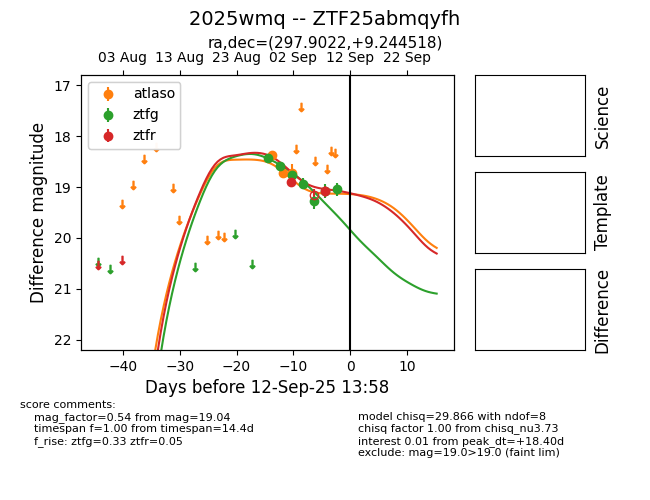 2025wmq -- ZTF25abmqyfh
ra,dec=(297.9022,+9.244518)
03 Aug 13 Aug 23 Aug 02 Sep 12 Sep 22 Sep
atlaso
ztfg
ztfr
17
18
19
20
21
22
Difference magnitude
−40 −30 −20 −10 0 10
Days before 12-Sep-25 13:58
Science
Template
Difference
score comments:
mag_factor=0.54 from mag=19.04
timespan f=1.00 from timespan=14.4d
f_rise: ztfg=0.33 ztfr=0.05
model chisq=29.866 with ndof=8
chisq factor 1.00 from chisq_nu3.73
interest 0.01 from peak_dt=+18.40d
exclude: mag=19.0>19.0 (faint lim)